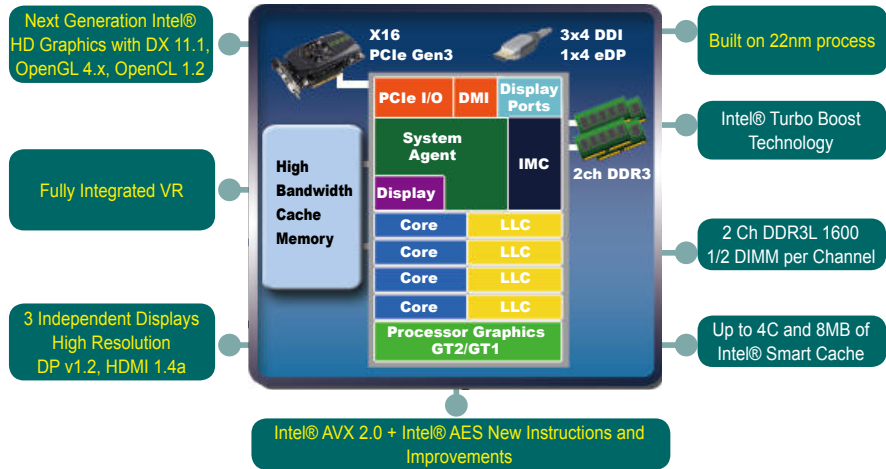 Next Generation Intel®
HD Graphics with DX 11.1,
OpenGL 4.x, OpenCL 1.2
Fully Integrated VR
3 Independent Displays
High Resolution
DP v1.2, HDMI 1.4a
X16
PCIe Gen3
3x4 DDI
1x4 eDP
PCIe I/O
DMI
Display
Ports
System
Agent
IMC
Display
2ch DDR3
High
Bandwidth
Cache
Memory
Core
LLC
Core
LLC
Core
LLC
Core
LLC
Processor Graphics
GT2/GT1
Built on 22nm process
Intel® Turbo Boost
Technology
2 Ch DDR3L 1600
1/2 DIMM per Channel
Up to 4C and 8MB of
Intel® Smart Cache
Intel® AVX 2.0 + Intel® AES New Instructions and
Improvements